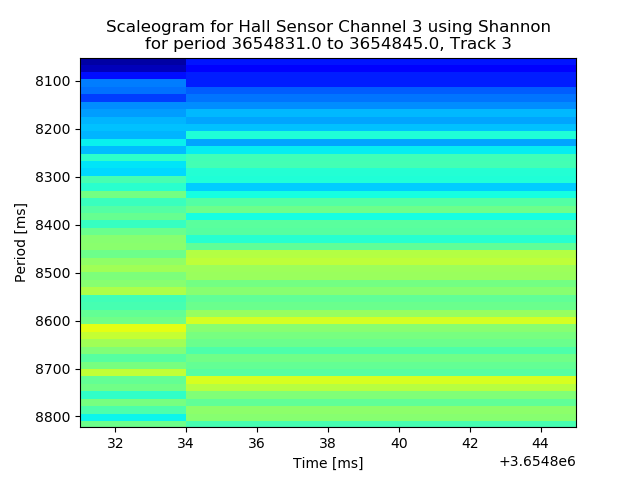 Scaleogram for Hall Sensor Channel 3 using Shannon
for period 3654831.0 to 3654845.0, Track 3
Period [ms]
8100
8200
8300
8400
8500
8600
8700
8800
32 34 36 38 40 42 44
Time [ms]
+3.6548e6